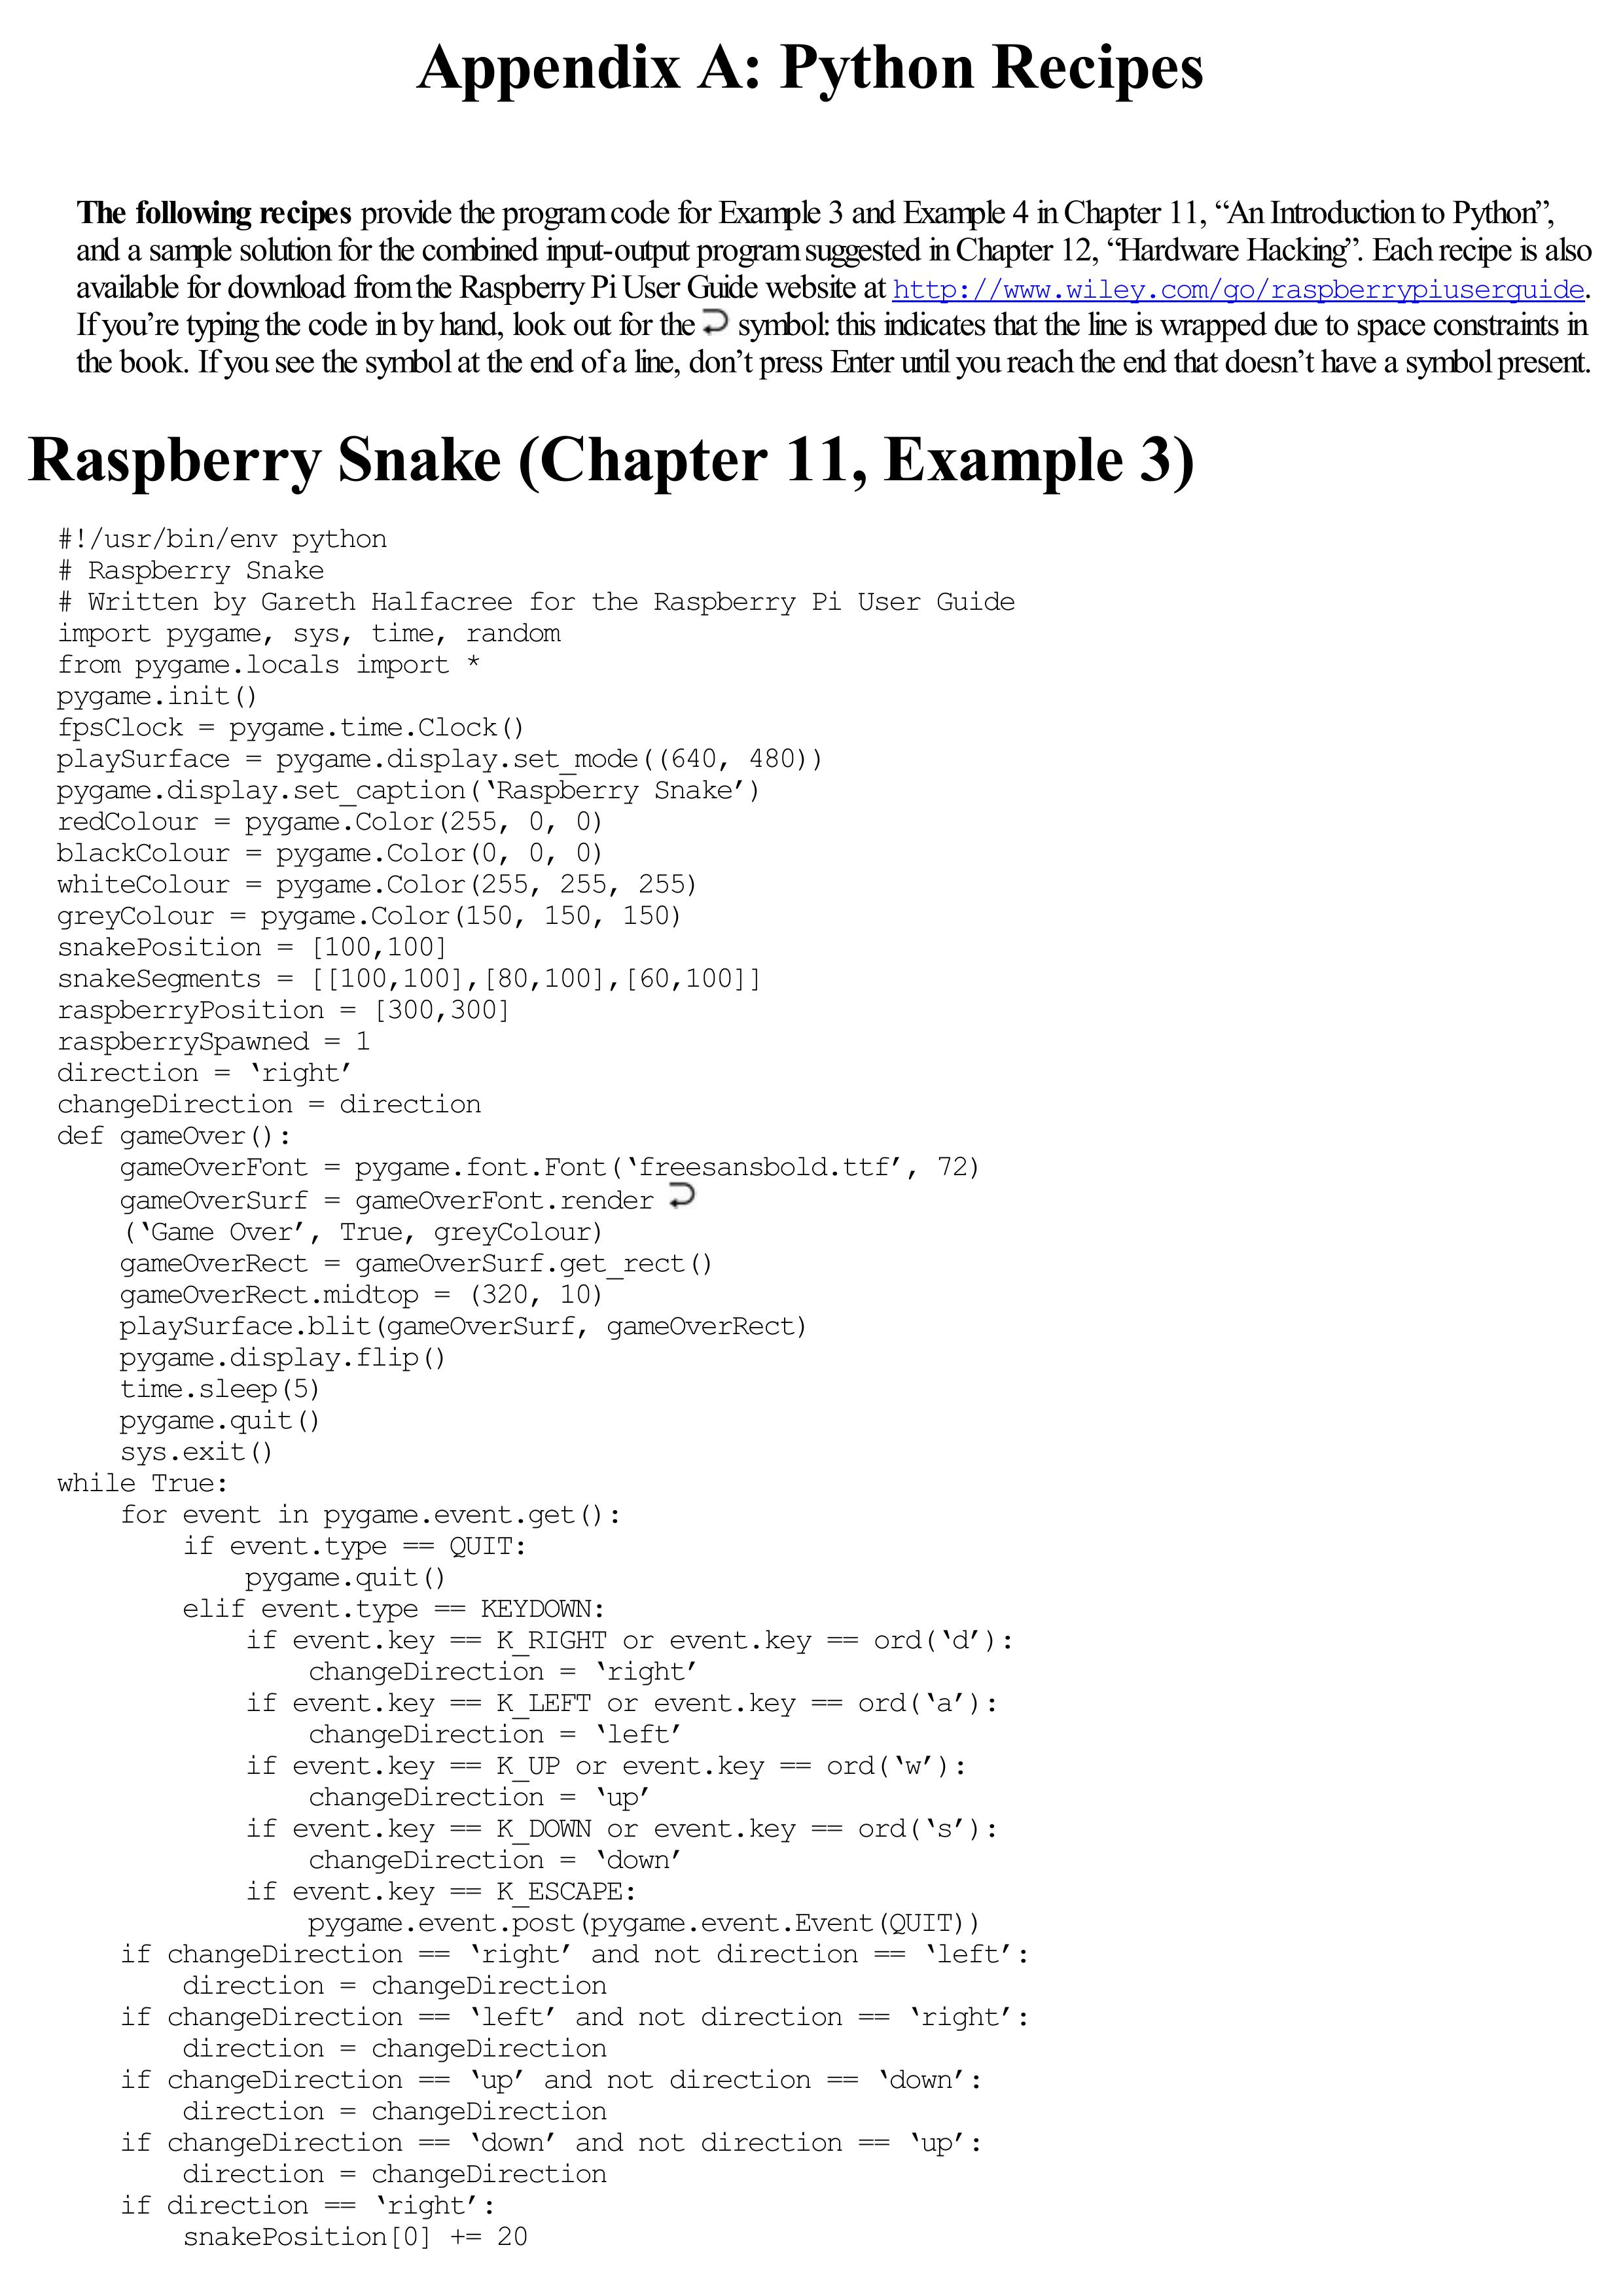 Appendix A: Python Recipes
The following recipes provide the program code for Example 3 and Example 4 in Chapter 11, “An Introduction to Python”,
and a sample solution for the combined input-output program suggested in Chapter 12, “Hardware Hacking”. Each recipe is also
available for download from the Raspberry Pi User Guide website at http://www.wiley.com/go/raspberrypiuserguide.
If you’re typing the code in by hand, look out for the ⊋ symbol: this indicates that the line is wrapped due to space constraints in
the book. If you see the symbol at the end of a line, don’t press Enter until you reach the end that doesn’t have a symbol present.
Raspberry Snake (Chapter 11, Example 3)
#!/usr/bin/env python
# Raspberry Snake
# Written by Gareth Halfacree for the Raspberry Pi User Guide
import pygame, sys, time, random
from pygame.locals import *
pygame.init()
fpsClock = pygame.time.Clock()
playSurface = pygame.display.set_mode((640, 480))
pygame.display.set_caption(‘Raspberry Snake’)
redColour = pygame.Color(255, 0, 0)
blackColour = pygame.Color(0, 0, 0)
whiteColour = pygame.Color(255, 255, 255)
greyColour = pygame.Color(150, 150, 150)
snakePosition = [100,100]
snakeSegments = [[100,100],[80,100],[60,100]]
raspberryPosition = [300,300]
raspberrySpawned = 1
direction = ‘right’
changeDirection = direction
def gameOver():
    gameOverFont = pygame.font.Font(‘freesansbold.ttf’, 72)
    gameOverSurf = gameOverFont.render ⊋
    (‘Game Over’, True, greyColour)
    gameOverRect = gameOverSurf.get_rect()
    gameOverRect.midtop = (320, 10)
    playSurface.blit(gameOverSurf, gameOverRect)
    pygame.display.flip()
    time.sleep(5)
    pygame.quit()
    sys.exit()
while True:
    for event in pygame.event.get():
        if event.type == QUIT:
            pygame.quit()
        elif event.type == KEYDOWN:
            if event.key == K_RIGHT or event.key == ord(‘d’):
                changeDirection = ‘right’
            if event.key == K_LEFT or event.key == ord(‘a’):
                changeDirection = ‘left’
            if event.key == K_UP or event.key == ord(‘w’):
                changeDirection = ‘up’
            if event.key == K_DOWN or event.key == ord(‘s’):
                changeDirection = ‘down’
            if event.key == K_ESCAPE:
                pygame.event.post(pygame.event.Event(QUIT))
    if changeDirection == ‘right’ and not direction == ‘left’:
        direction = changeDirection
    if changeDirection == ‘left’ and not direction == ‘right’:
        direction = changeDirection
    if changeDirection == ‘up’ and not direction == ‘down’:
        direction = changeDirection
    if changeDirection == ‘down’ and not direction == ‘up’:
        direction = changeDirection
    if direction == ‘right’:
        snakePosition[0] += 20